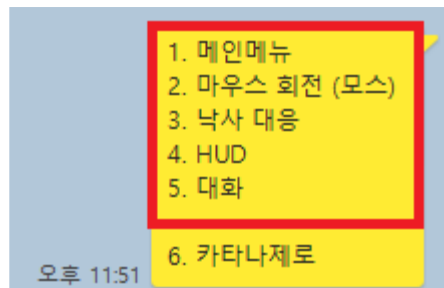 1. 메인메뉴
2. 마우스 회전 (모스)
3. 낙사 대응
4. HUD
5. 대화
6. 카타나제로
오후 11:51